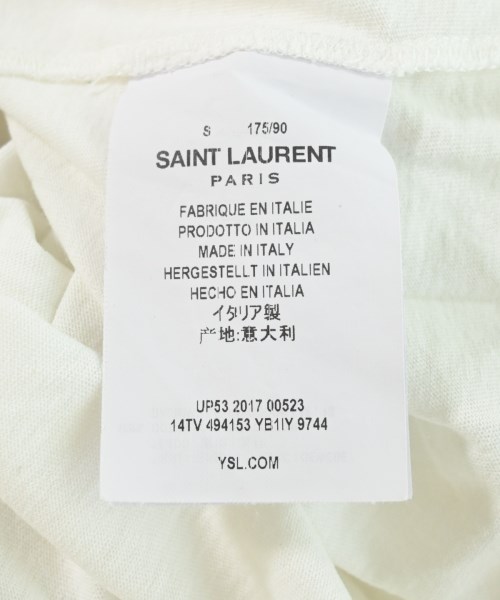 S 175/90
SAINT LAURENT
PARIS
FABRIQUE EN ITALIE
PRODOTTO IN ITALIA
MADE IN ITALY
HERGESTELLT IN ITALIEN
HECHO EN ITALIA
イタリア製
产地:意大利
UP53 2017 00523
14TV 494153 YB1IY 9744
YSL.COM